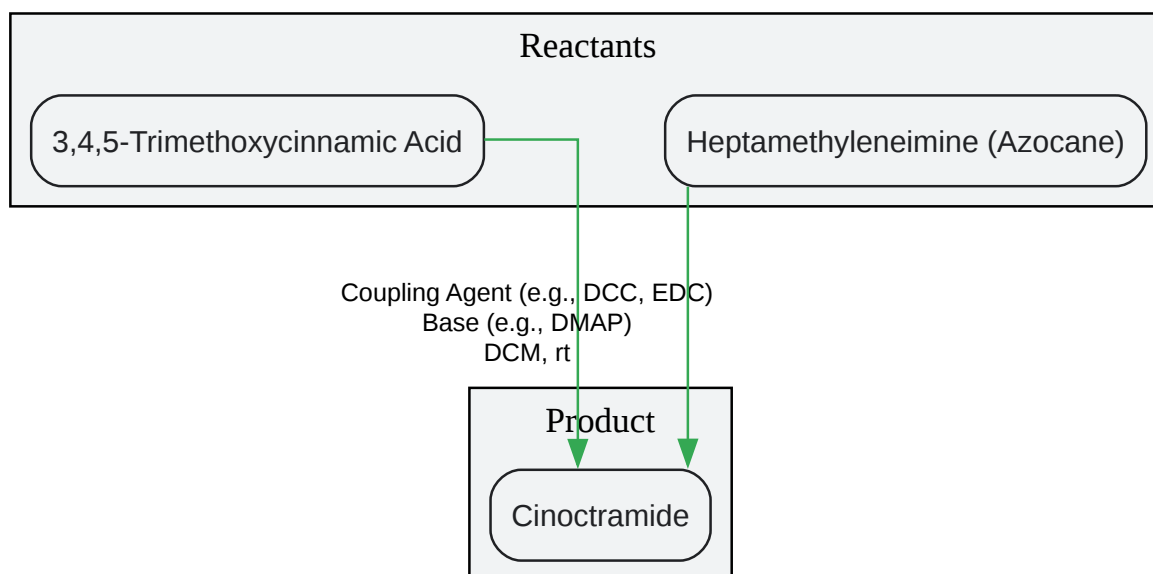 Reactants
3,4,5-Trimethoxycinnamic Acid
Heptamethyleneimine (Azocane)
Coupling Agent (e.g., DCC, EDC)
Base (e.g., DMAP)
DCM, rt
Product
Cinoctramide